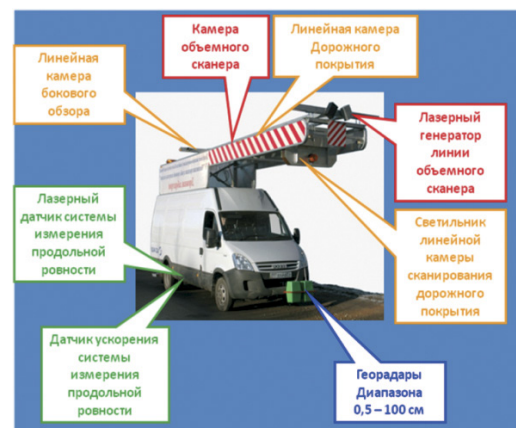 Линейная
камера
бокового
обзора
Камера
объемного
сканера
Линейная камера
Дорожного
покрытия
Лазерный
генератор
линии
объемного
сканера
Лазерный
датчик системы
измерения
продольной
ровности
Светильник
линейной
камеры
сканирования
дорожного
покрытия
Датчик ускорения
системы
измерения
продольной
ровности
Георадары
Диапазона
0,5 – 100 см